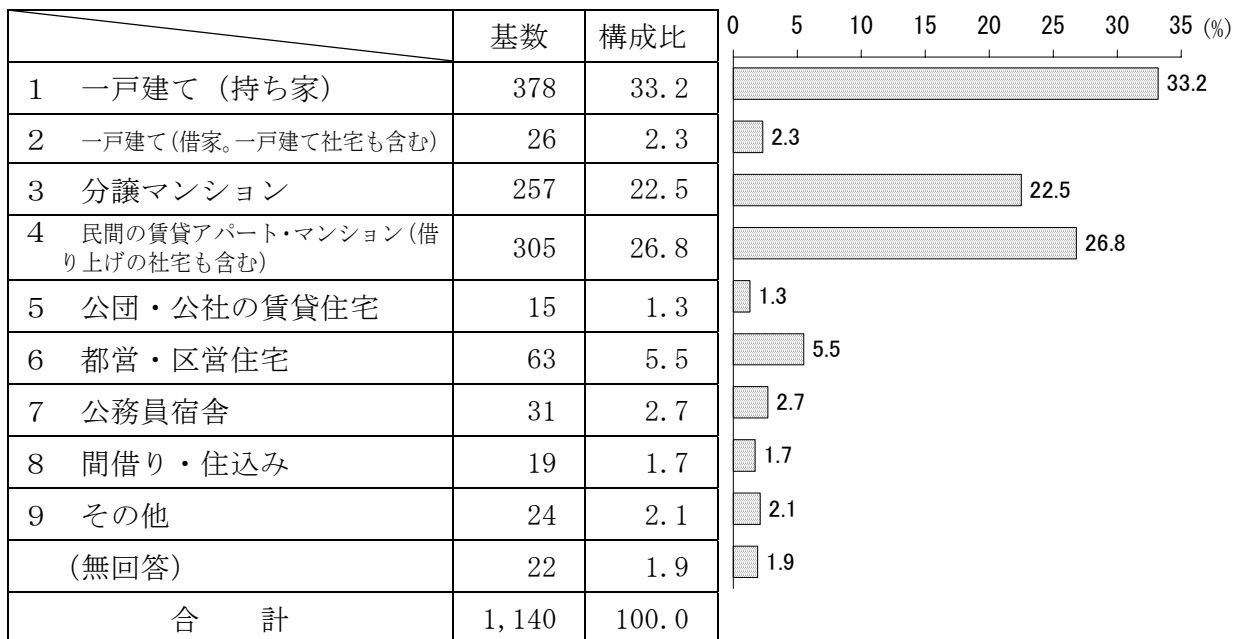 基数 構成比 0 5 10 15 20 25 30 35 (%)
1 一戸建て（持ち家） 378 33.2 33.2
2 一戸建て(借家。一戸建て社宅も含む) 26 2.3 2.3
3 分譲マンション 257 22.5 22.5
4 民間の賃貸アパート・マンション(借
り上げの社宅も含む) 305 26.8 26.8
5 公団・公社の賃貸住宅 15 1.3 1.3
6 都営・区営住宅 63 5.5 5.5
7 公務員宿舎 31 2.7 2.7
8 間借り・住込み 19 1.7 1.7
9 その他 24 2.1 2.1
（無回答） 22 1.9 1.9
合 計 1,140 100.0